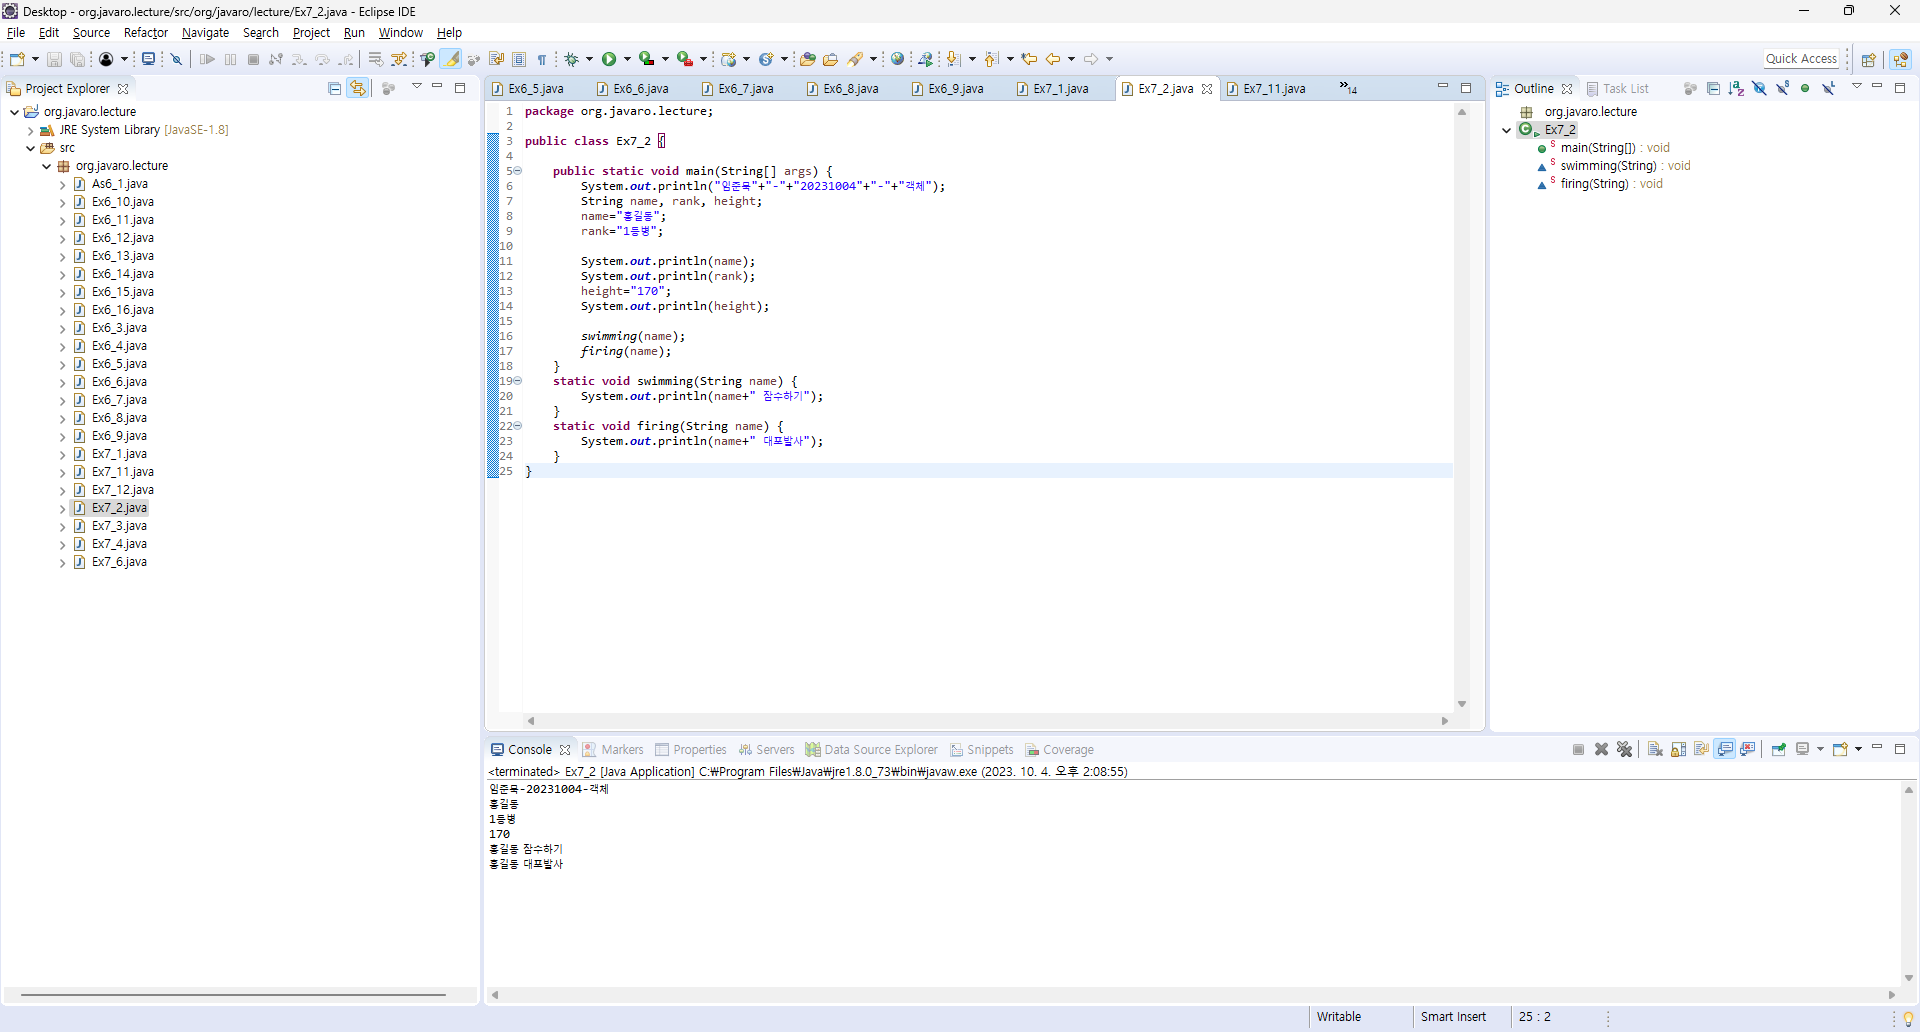 Desktop - org.javaro.lecture/src/org/javaro/lecture/Ex7_2.java - Eclipse IDE
File Edit Source Refactor Navigate Search Project Run Window Help
Quick Access
Project Explorer
org.javaro.lecture
JRE System Library [JavaSE-1.8]
src
org.javaro.lecture
As6_1.java
Ex6_10.java
Ex6_11.java
Ex6_12.java
Ex6_13.java
Ex6_14.java
Ex6_15.java
Ex6_16.java
Ex6_3.java
Ex6_4.java
Ex6_5.java
Ex6_6.java
Ex6_7.java
Ex6_8.java
Ex6_9.java
Ex7_1.java
Ex7_11.java
Ex7_12.java
Ex7_2.java
Ex7_3.java
Ex7_4.java
Ex7_6.java
Ex6_5.java Ex6_6.java Ex6_7.java Ex6_8.java Ex6_9.java Ex7_1.java Ex7_2.java Ex7_11.java »14
1 package org.javaro.lecture;
2
3 public class Ex7_2 {
4
5 public static void main(String[] args) {
6 System.out.println("임준묵"+"-"+"20231004"+"-"+"객체");
7 String name, rank, height;
8 name="홍길동";
9 rank="1등병";
10
11 System.out.println(name);
12 System.out.println(rank);
13 height="170";
14 System.out.println(height);
15
16 swimming(name);
17 firing(name);
18 }
19 static void swimming(String name) {
20 System.out.println(name+" 잠수하기");
21 }
22 static void firing(String name) {
23 System.out.println(name+" 대포발사");
24 }
25 }
Outline Task List
org.javaro.lecture
Ex7_2
main(String[]) : void
swimming(String) : void
firing(String) : void
Console Markers Properties Servers Data Source Explorer Snippets Coverage
<terminated> Ex7_2 [Java Application] C:₩Program Files₩Java₩jre1.8.0_73₩bin₩javaw.exe (2023. 10. 4. 오후 2:08:55)
임준묵-20231004-객체
홍길동
1등병
170
홍길동 잠수하기
홍길동 대포발사
Writable Smart Insert 25 : 2